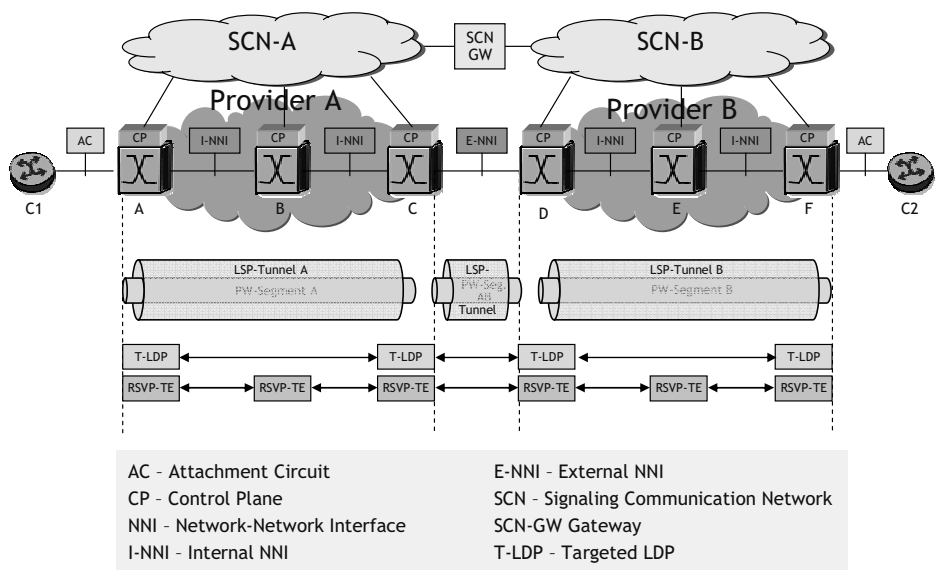 SCN-A
SCN
GW
SCN-B
Provider A
Provider B
AC
CP
I-NNI
CP
I-NNI
CP
E-NNI
CP
I-NNI
CP
I-NNI
CP
AC
C1
A
B
C
D
E
F
C2
LSP-Tunnel A
PW-Segment A
LSP-
PW-Seg.
AB
Tunnel
LSP-Tunnel B
PW-Segment B
T-LDP
T-LDP
T-LDP
T-LDP
RSVP-TE
RSVP-TE
RSVP-TE
RSVP-TE
RSVP-TE
RSVP-TE
AC – Attachment Circuit
CP – Control Plane
NNI – Network-Network Interface
I-NNI – Internal NNI
E-NNI – External NNI
SCN – Signaling Communication Network
SCN-GW Gateway
T-LDP – Targeted LDP